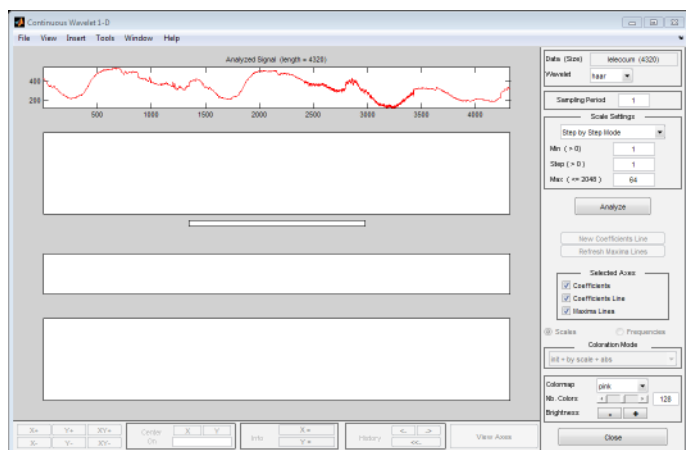 Continuous Wavelet 1-D
File View Insert Tools Window Help
Analyzed Signal (length = 4320)
400
200
500 1000 1500 2000 2500 3000 3500 4000
Data (Size) leleccum (4320)
Wavelet haar
Sampling Period 1
Scale Settings
Step by Step Mode
Min ( > 0) 1
Step ( > 0 ) 1
Max ( <= 2048 ) 64
Analyze
New Coefficients Line
Refresh Maxima Lines
Selected Axes
Coefficients
Coefficients Line
Maxima Lines
Scales Frequencies
Coloration Mode
init + by scale + abs
Colormap pink
Nb. Colors 128
Brightness - +
X+ Y+ XY+ Center X Y Info X = History <- -> View Axes
X- Y- XY- On Y = <<-
Close